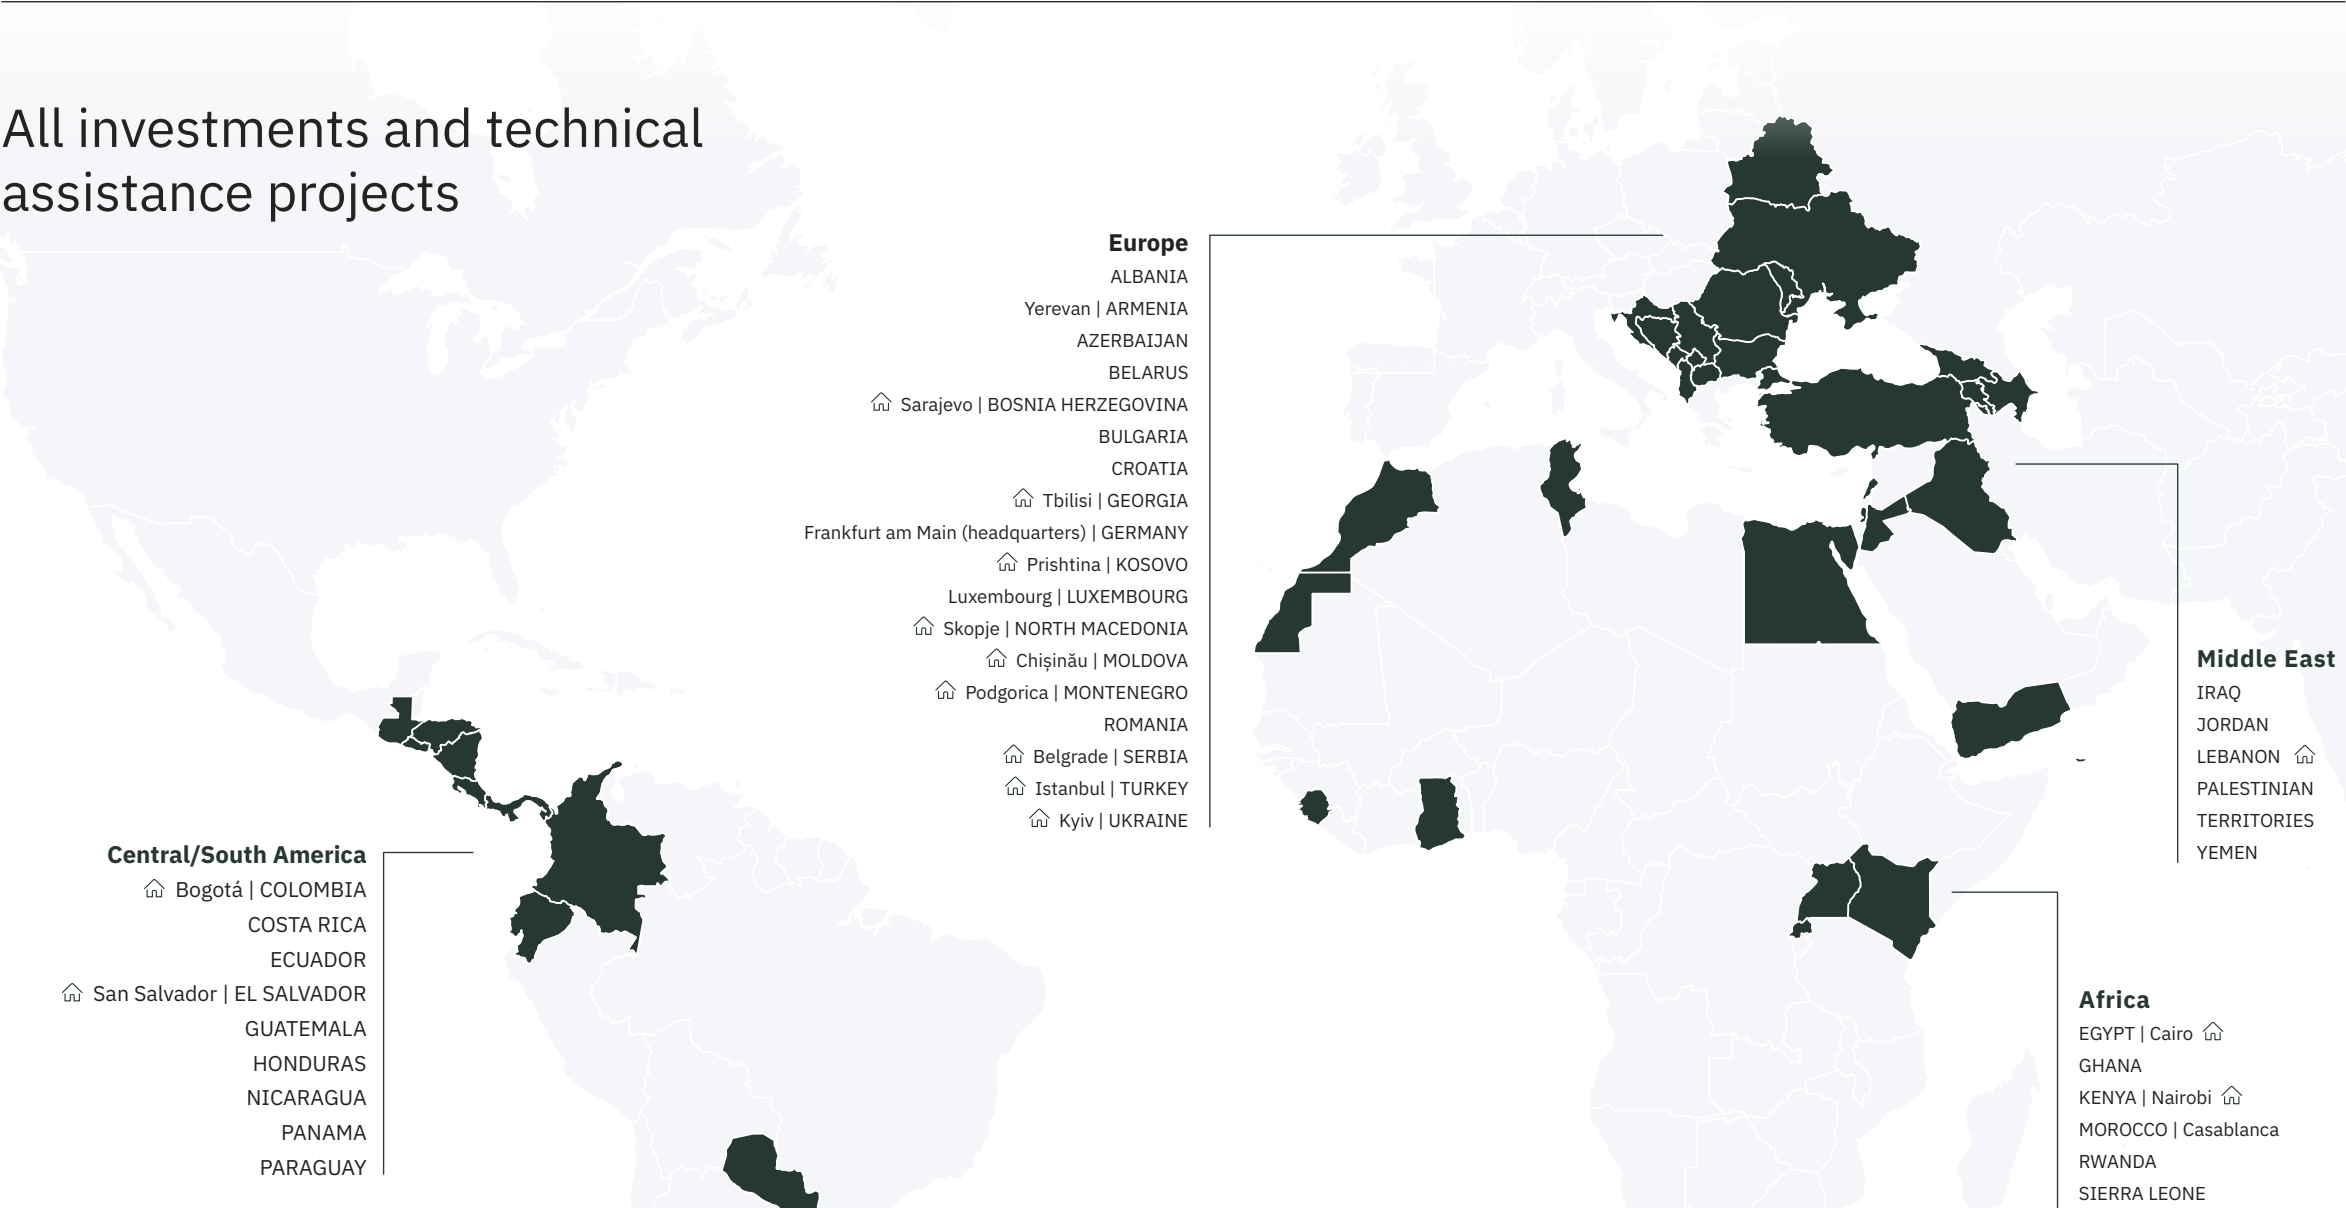 All investments and technical
assistance projects
Europe
ALBANIA
Yerevan | ARMENIA
AZERBAIJAN
BELARUS
Sarajevo | BOSNIA HERZEGOVINA
BULGARIA
CROATIA
Tbilisi | GEORGIA
Frankfurt am Main (headquarters) | GERMANY
Prishtina | KOSOVO
Luxembourg | LUXEMBOURG
Skopje | NORTH MACEDONIA
Chișinău | MOLDOVA
Podgorica | MONTENEGRO
ROMANIA
Belgrade | SERBIA
Istanbul | TURKEY
Kyiv | UKRAINE
Middle East
IRAQ
JORDAN
LEBANON
PALESTINIAN
TERRITORIES
YEMEN
Central/South America
Bogotá | COLOMBIA
COSTA RICA
ECUADOR
San Salvador | EL SALVADOR
GUATEMALA
HONDURAS
NICARAGUA
PANAMA
PARAGUAY
Africa
EGYPT | Cairo
GHANA
KENYA | Nairobi
MOROCCO | Casablanca
RWANDA
SIERRA LEONE